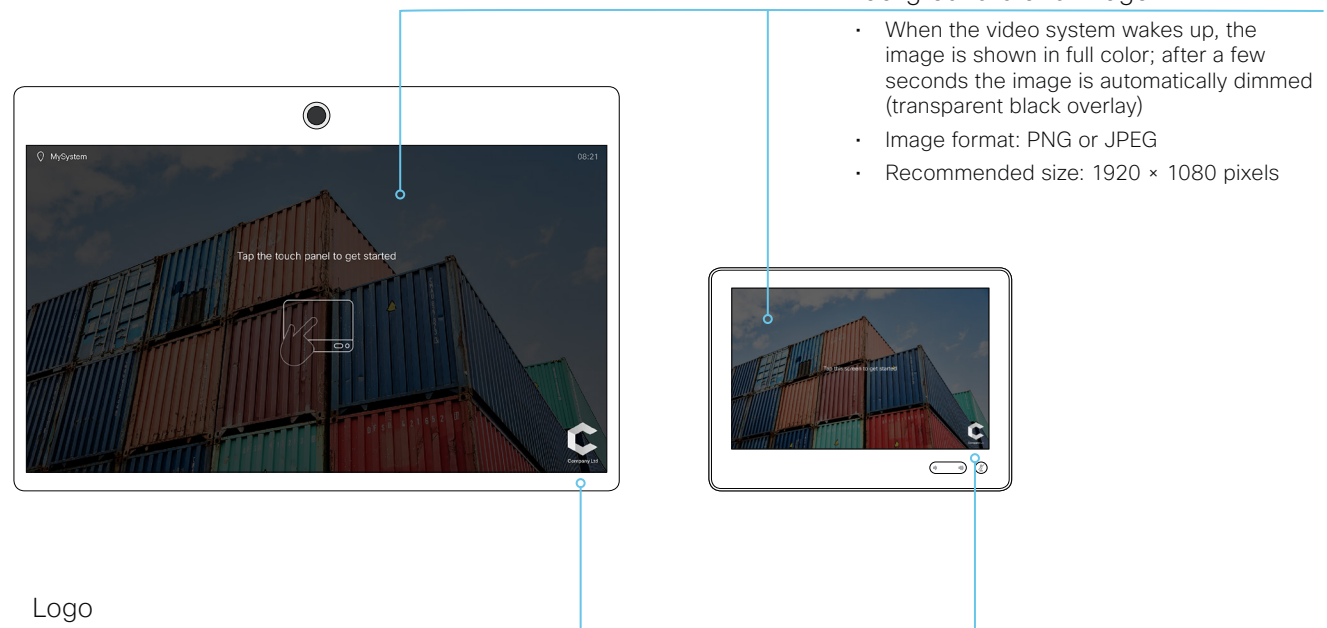 When the video system wakes up, the
image is shown in full color; after a few
seconds the image is automatically dimmed
(transparent black overlay)
Image format: PNG or JPEG
Recommended size: 1920 × 1080 pixels
MySystem
08:21
Tap the touch panel to get started
Company Ltd
Tap the screen to get started!
Logo